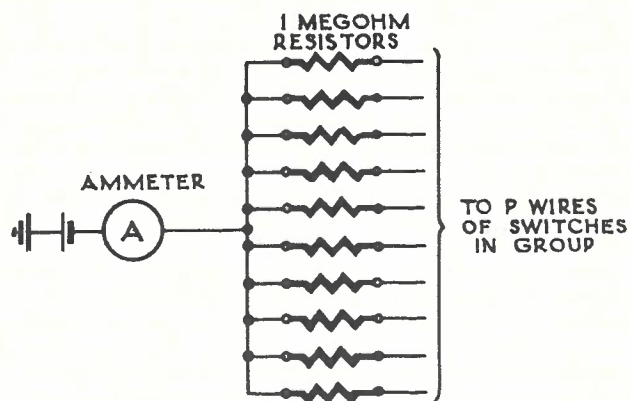 1 MEGOHM
RESISTORS
AMMETER
A
TO P WIRES
OF SWITCHES
IN GROUP